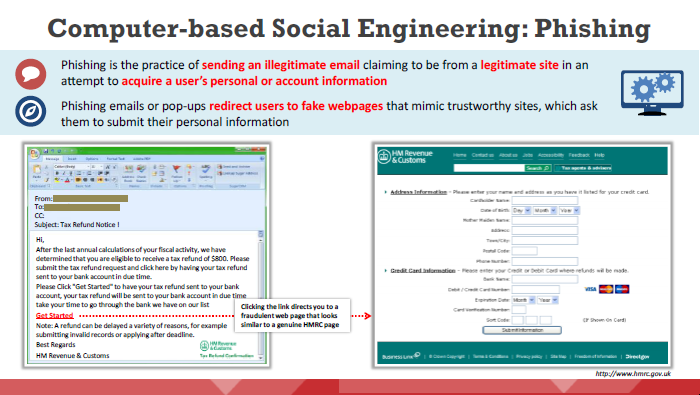 Computer-based Social Engineering: Phishing
Phishing is the practice of sending an illegitimate email claiming to be from a legitimate site in an
attempt to acquire a user's personal or account information
Phishing emails or pop-ups redirect users to fake webpages that mimic trustworthy sites, which ask
them to submit their personal information
From:
To:
CC:
Subject: Tax Refund Notice !
Hi,
After the last annual calculations of your fiscal activity, we have
determined that you are eligible to receive a tax refund of $800. Please
submit the tax refund request and click here by having your tax refund
sent to your bank account in due time.
Please Click "Get Started" to have your tax refund sent to your bank
account, your tax refund will be sent to your bank account in due time
take your time to go through the bank we have on our list
Get Started
Note: A refund can be delayed a variety of reasons, for example
submitting invalid records or applying after deadline.
Best Regards
HM Revenue & Customs
HM Revenue
& Customs
Tax Refund Confirmation
Clicking the link directs you to a
fraudulent web page that looks
similar to a genuine HMRC page
HM Revenue
& Customs
Home Contact us About us Jobs Accessibility Feedback Help
Search Tax agents & advisers
Address Information - Please enter your name and address as you have it listed for your credit card.
Cardholder Name:
Date of Birth: Day Month Year
Mother Maiden Name:
Address:
Town/City:
Postal Code:
Phone Number:
Credit Card Information - Please enter your Credit or Debit Card where refunds will be made.
Bank Name:
Debit / Credit Card Number: VISA
Expiration Date: Month Year
Card Verification Number:
Sort Code: (IF Shown On Card)
Submit Information
Business Link © Crown Copyright | Terms & Conditions | Privacy policy | Site Map | Freedom of Information | Directgov
http://www.hmrc.gov.uk